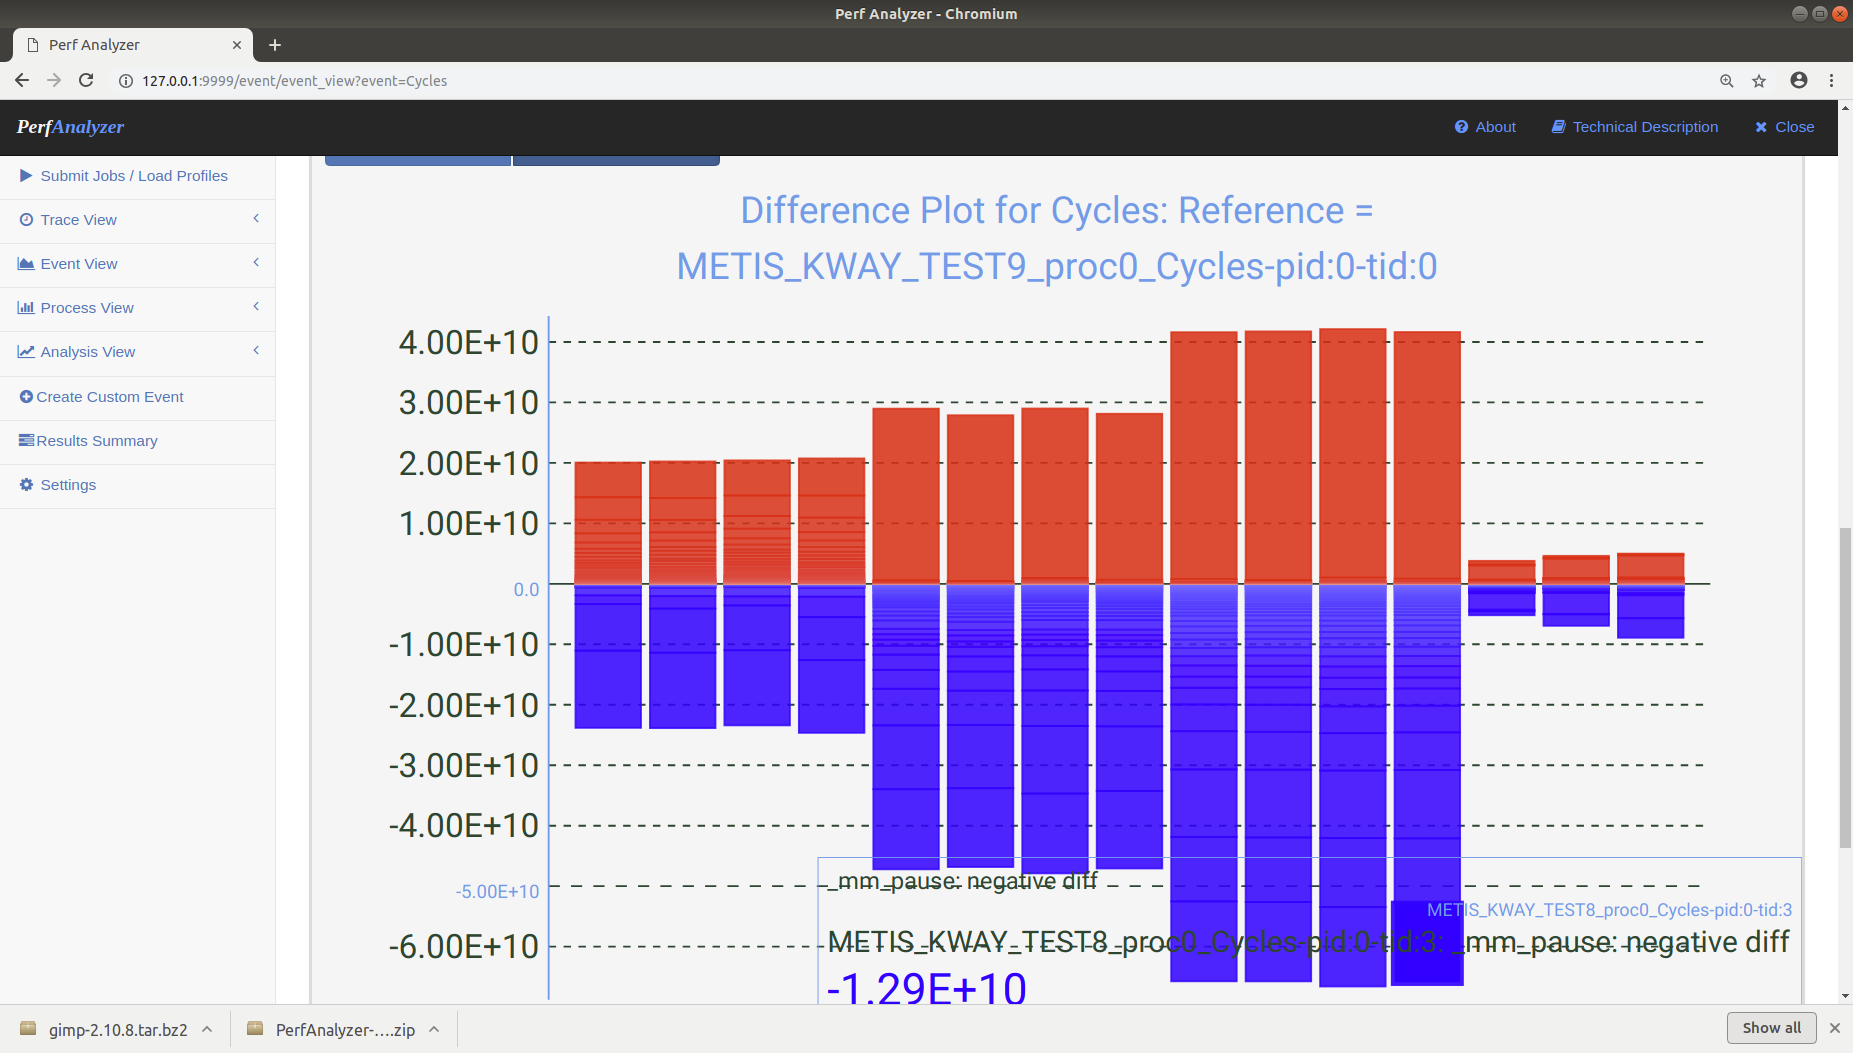 Perf Analyzer - Chromium
Perf Analyzer
127.0.0.1:9999/event/event_view?event=Cycles
PerfAnalyzer
About
Technical Description
Close
Submit Jobs / Load Profiles
Trace View
Event View
Process View
Analysis View
Create Custom Event
Results Summary
Settings
Difference Plot for Cycles: Reference =
METIS_KWAY_TEST9_proc0_Cycles-pid:0-tid:0
4.00E+10
3.00E+10
2.00E+10
1.00E+10
0.0
-1.00E+10
-2.00E+10
-3.00E+10
-4.00E+10
-5.00E+10
-6.00E+10
_mm_pause: negative diff
METIS_KWAY_TEST8_proc0_Cycles-pid:0-tid:3
METIS_KWAY_TEST8_proc0_Cycles-pid:0-tid:3: _mm_pause: negative diff
-1.29E+10
gimp-2.10.8.tar.bz2
PerfAnalyzer-....zip
Show all